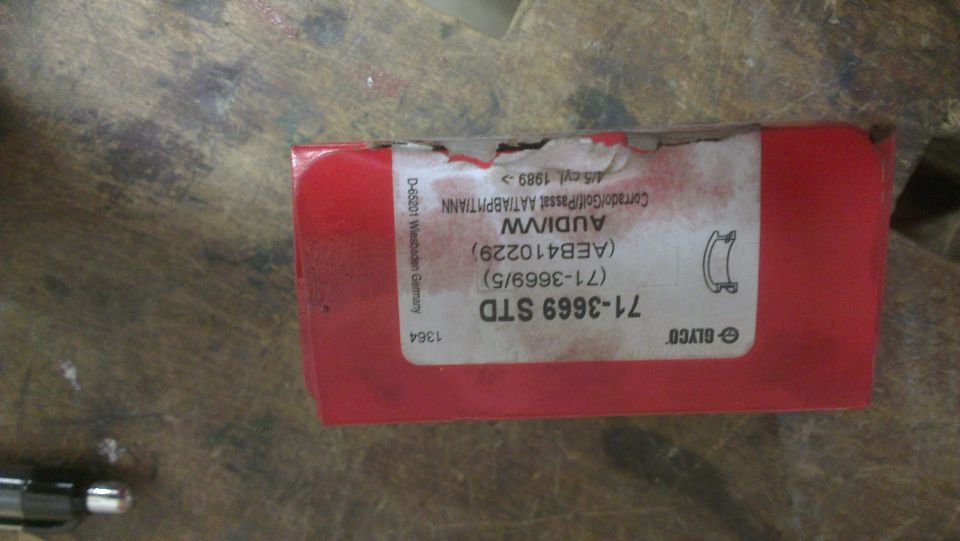 GLYCO®
1364
71-3669 STD
(71-3669/5)
(AEB410229)
AUDI/VW
Corrado/Golf/Passat AAT/ABP/1T/ANN
4/5 cyl. 1989 ->
D-65201 Wiesbaden Germany